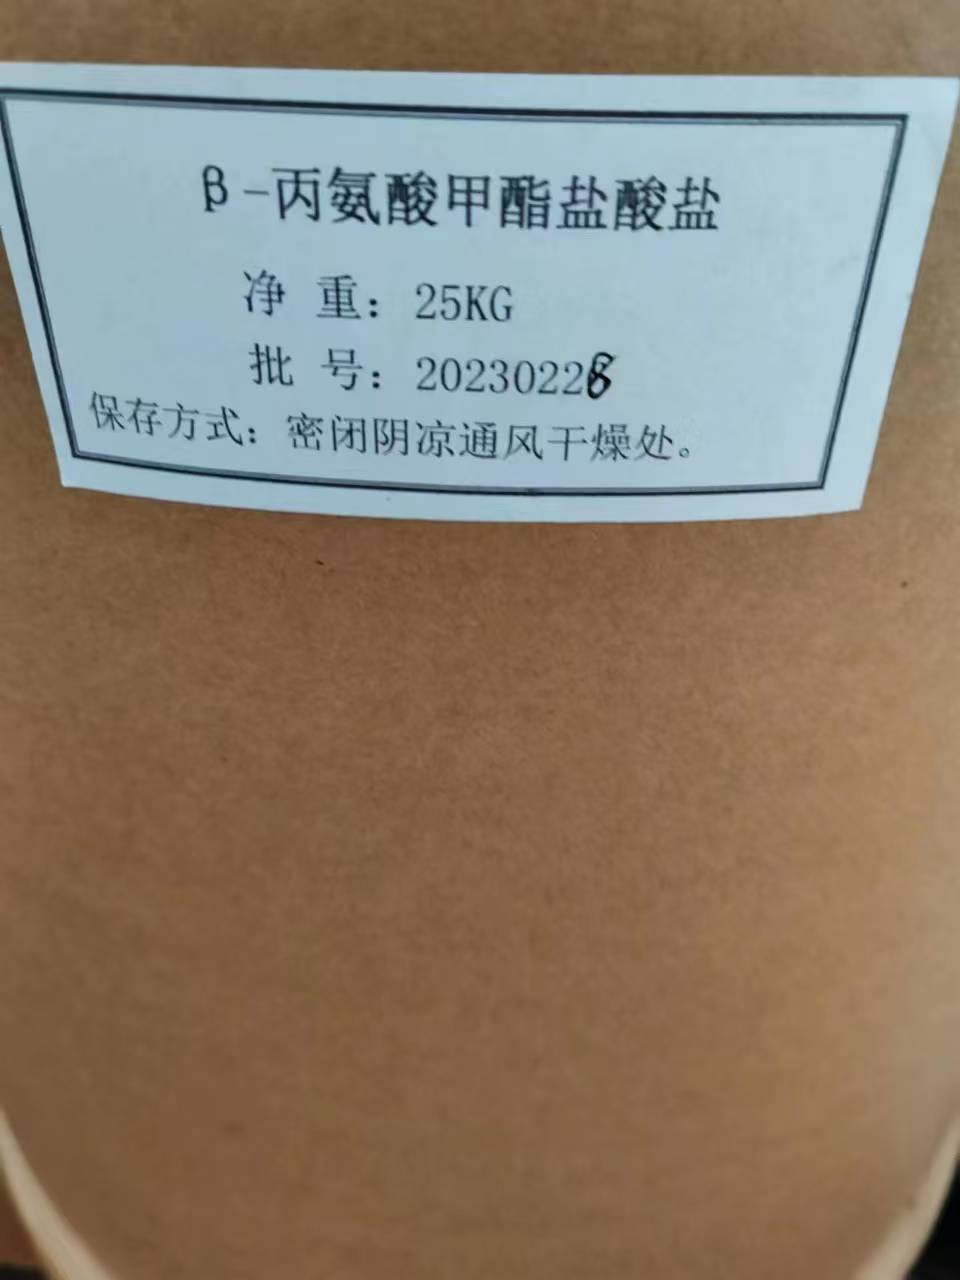 β-丙氨酸甲酯盐酸盐
净 重：25KG
批 号：20230228
保存方式：密闭阴凉通风干燥处。